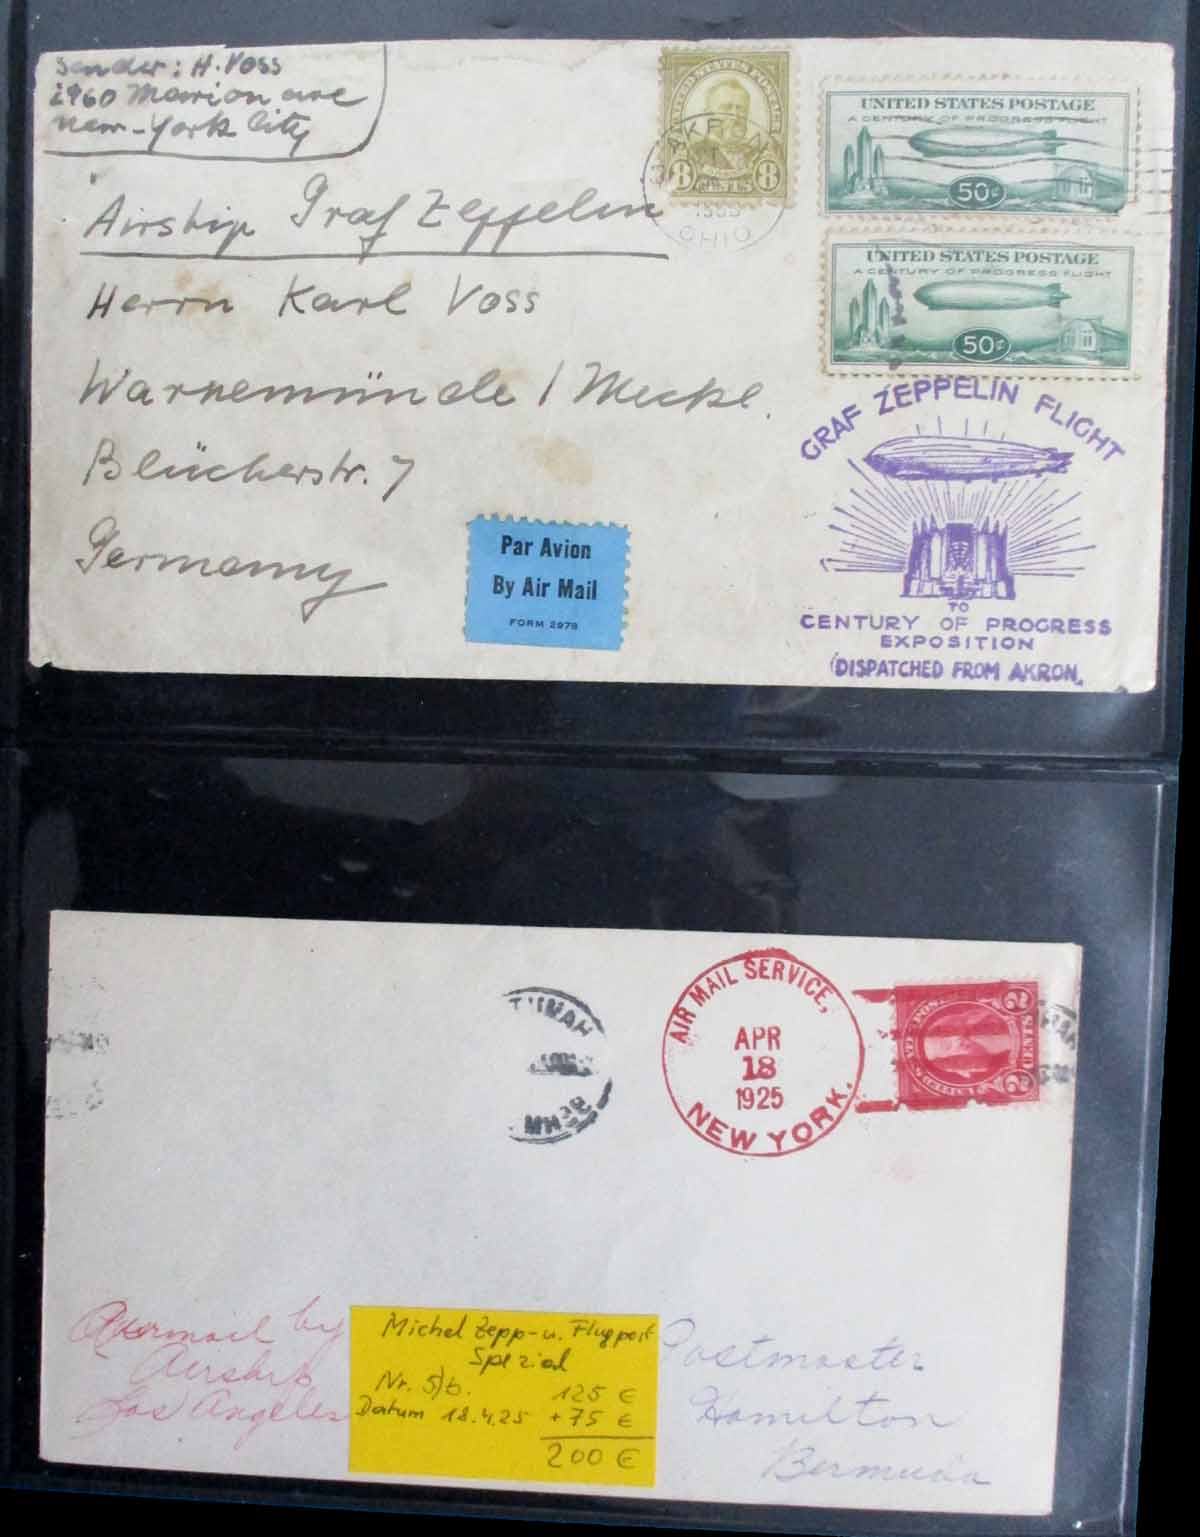 Sender: H. Voss
2960 Marion ave
New-York City
Airship Graf Zeppelin
Herrn Karl Voss
Warnemünde / Meckl.
Blücherstr. 7
Germany
Par Avion
By Air Mail
FORM 2978
UNITED STATES POSTAGE
8 CENTS 8
AKRON
OHIO
UNITED STATES POSTAGE
A CENTURY OF PROGRESS FLIGHT
50¢
UNITED STATES POSTAGE
A CENTURY OF PROGRESS FLIGHT
50¢
GRAF ZEPPELIN FLIGHT
TO
CENTURY OF PROGRESS
EXPOSITION
(DISPATCHED FROM AKRON,
AIR MAIL SERVICE,
APR
18
1925
NEW YORK.
2 CENTS 2
by
Airship
Los Angeles
Michel Zepp- u. Flugpost
Spezial
Nr. 5)b. 125 €
Datum 18.4.25 + 75 €
200 €
Postmaster
Hamilton
Bermuda